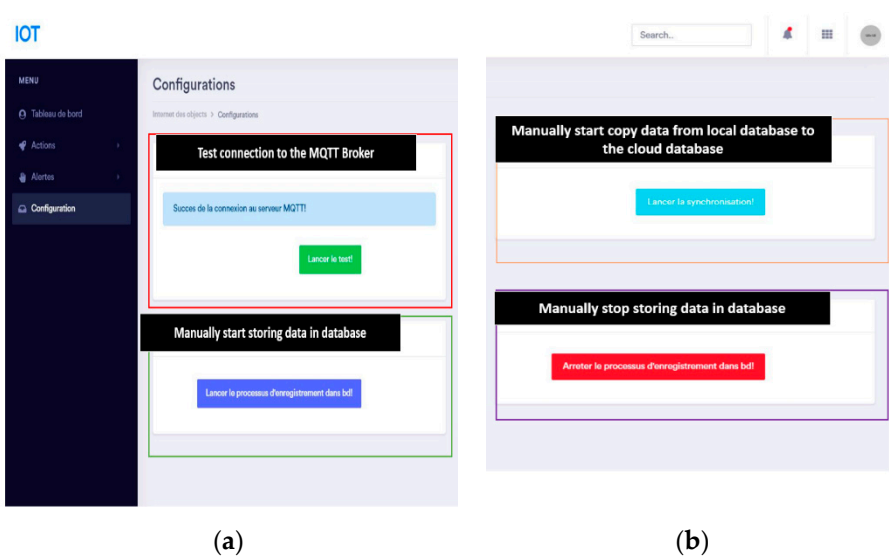 IOT
MENU
Tableau de bord
Actions
Alertes
Configuration
Configurations
Internet des objects > Configurations
Test connection to the MQTT Broker
Succes de la connexion au serveur MQTT!
Lancer le test!
Manually start storing data in database
Lancer le processus d'enregistrement dans bd!
(a)
Search..
Manually start copy data from local database to
the cloud database
Lancer la synchronisation!
Manually stop storing data in database
Arreter le processus d'enregistrement dans bd!
(b)